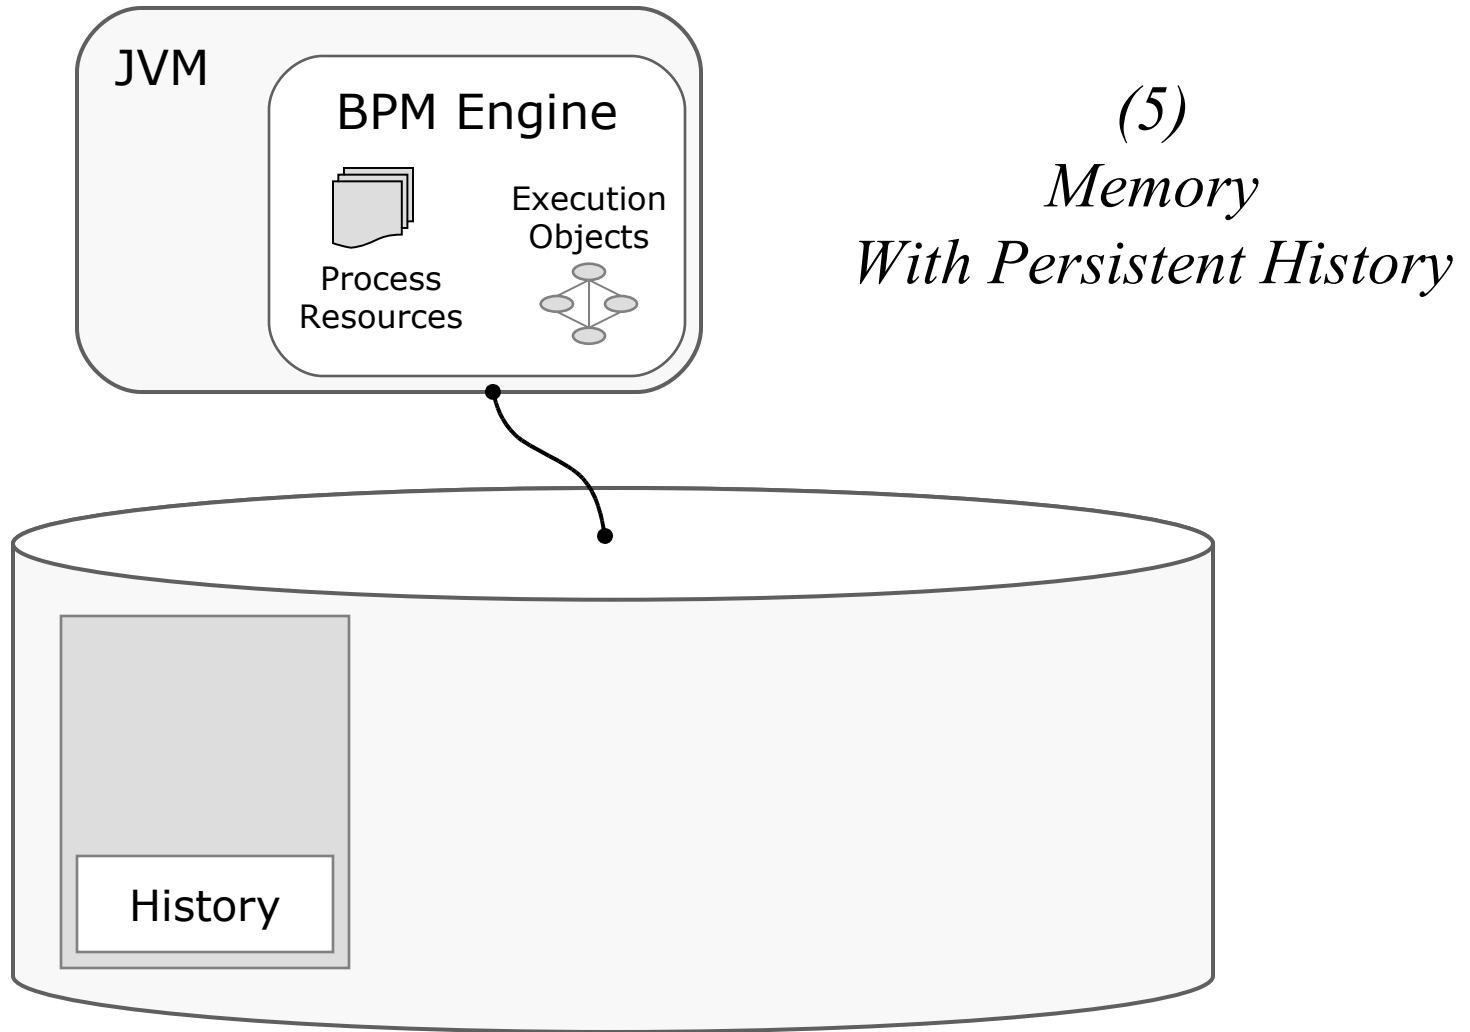 JVM
BPM Engine
Execution
Objects
Process
Resources
(5)
Memory
With Persistent History
History